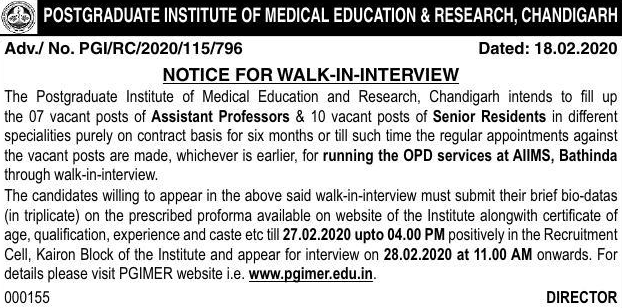 POSTGRADUATE INSTITUTE OF MEDICAL EDUCATION & RESEARCH, CHANDIGARH
Adv./ No. PGI/RC/2020/115/796 Dated: 18.02.2020
NOTICE FOR WALK-IN-INTERVIEW
The Postgraduate Institute of Medical Education and Research, Chandigarh intends to fill up
the 07 vacant posts of Assistant Professors & 10 vacant posts of Senior Residents in different
specialities purely on contract basis for six months or till such time the regular appointments against
the vacant posts are made, whichever is earlier, for running the OPD services at AIIMS, Bathinda
through walk-in-interview.
The candidates willing to appear in the above said walk-in-interview must submit their brief bio-datas
(in triplicate) on the prescribed proforma available on website of the Institute alongwith certificate of
age, qualification, experience and caste etc till 27.02.2020 upto 04.00 PM positively in the Recruitment
Cell, Kairon Block of the Institute and appear for interview on 28.02.2020 at 11.00 AM onwards. For
details please visit PGIMER website i.e. www.pgimer.edu.in.
000155 DIRECTOR